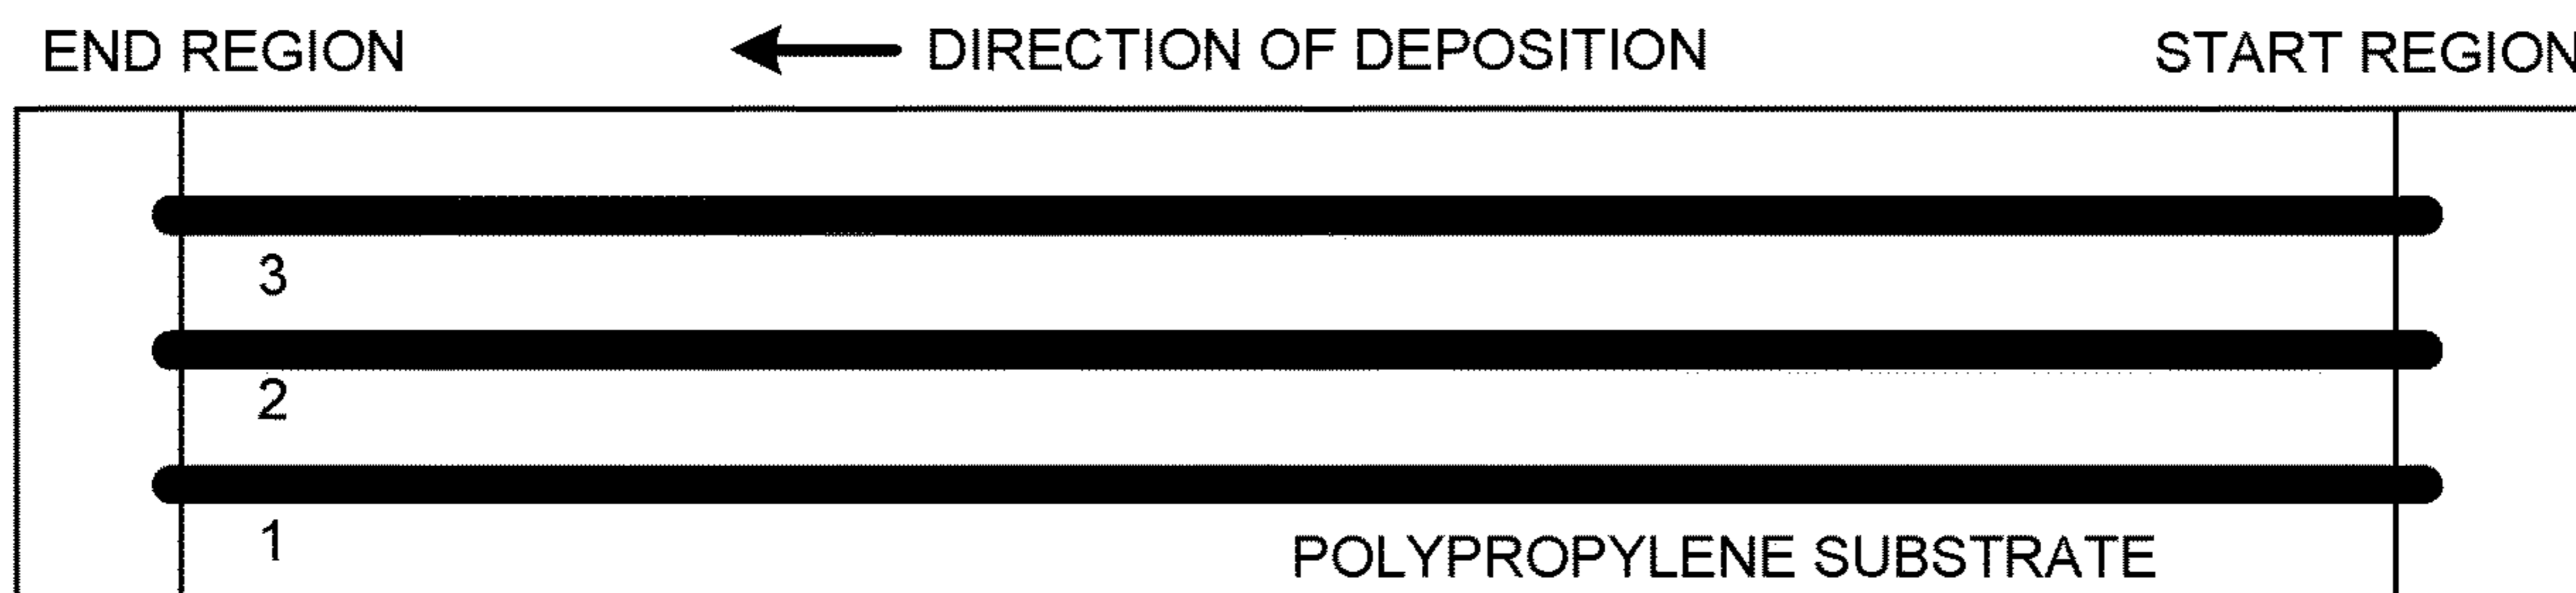 END REGION
DIRECTION OF DEPOSITION
START REGION
3
2
1
POLYPROPYLENE SUBSTRATE